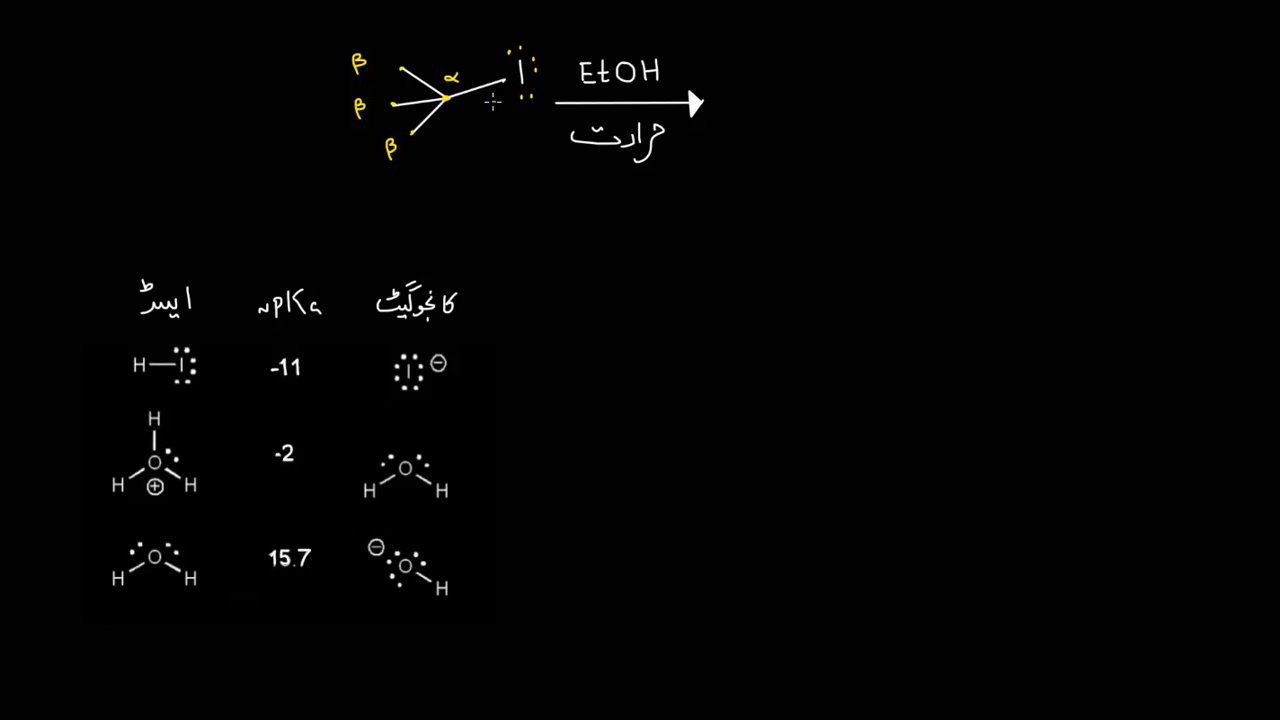 β
α
I
EtOH
β
حرارت
β
ایسڈ ~pKa کانجوگیٹ
H I -11 I ⊖
H
O H H ⊕ -2 O H H
O H H 15.7 ⊖ O H